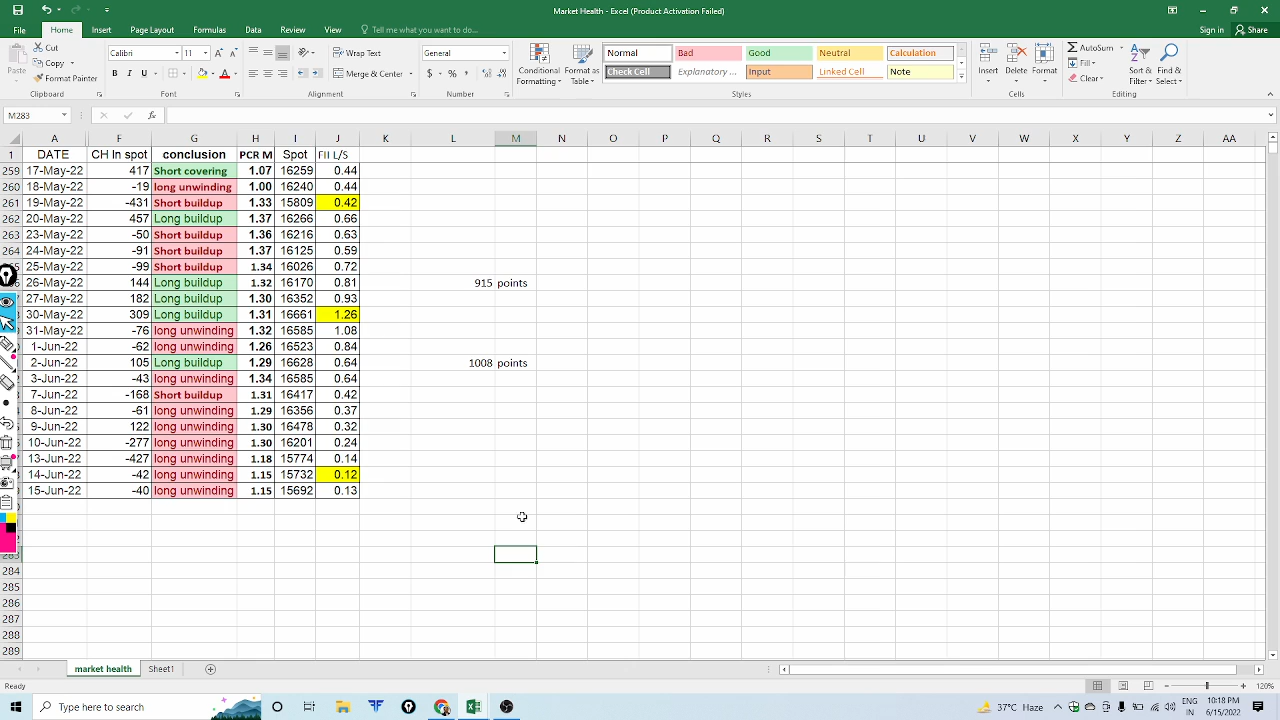 Market Health - Excel (Product Activation Failed)
Sign in
Share
File Home Insert Page Layout Formulas Data Review View Tell me what you want to do...
Paste
Cut
Copy
Format Painter
Clipboard
Calibri 11
B I U
Font
Wrap Text
Merge & Center
Alignment
General
$ %
Number
Conditional Formatting
Format as Table
Normal Bad Good Neutral Calculation
Check Cell Explanatory ... Input Linked Cell Note
Styles
Insert Delete Format
Cells
AutoSum
Fill
Clear
Sort & Filter
Find & Select
Editing
M283
fx
A F G H I J K L M N O P Q R S T U V W X Y Z AA
1 DATE CH In spot conclusion PCR M Spot FII L/S
259 17-May-22 417 Short covering 1.07 16259 0.44
260 18-May-22 -19 long unwinding 1.00 16240 0.44
261 19-May-22 -431 Short buildup 1.33 15809 0.42
262 20-May-22 457 Long buildup 1.37 16266 0.66
263 23-May-22 -50 Short buildup 1.36 16216 0.63
264 24-May-22 -91 Short buildup 1.37 16125 0.59
25-May-22 -99 Short buildup 1.34 16026 0.72
26-May-22 144 Long buildup 1.32 16170 0.81 915 points
27-May-22 182 Long buildup 1.30 16352 0.93
30-May-22 309 Long buildup 1.31 16661 1.26
31-May-22 -76 long unwinding 1.32 16585 1.08
1-Jun-22 -62 long unwinding 1.26 16523 0.84
2-Jun-22 105 Long buildup 1.29 16628 0.64 1008 points
3-Jun-22 -43 long unwinding 1.34 16585 0.64
7-Jun-22 -168 Short buildup 1.31 16417 0.42
8-Jun-22 -61 long unwinding 1.29 16356 0.37
9-Jun-22 122 long unwinding 1.30 16478 0.32
10-Jun-22 -277 long unwinding 1.30 16201 0.24
13-Jun-22 -427 long unwinding 1.18 15774 0.14
14-Jun-22 -42 long unwinding 1.15 15732 0.12
15-Jun-22 -40 long unwinding 1.15 15692 0.13
284
285
286
287
288
289
market health Sheet1
Ready
120%
Type here to search
37°C Haze
ENG
IN
10:18 PM
6/15/2022